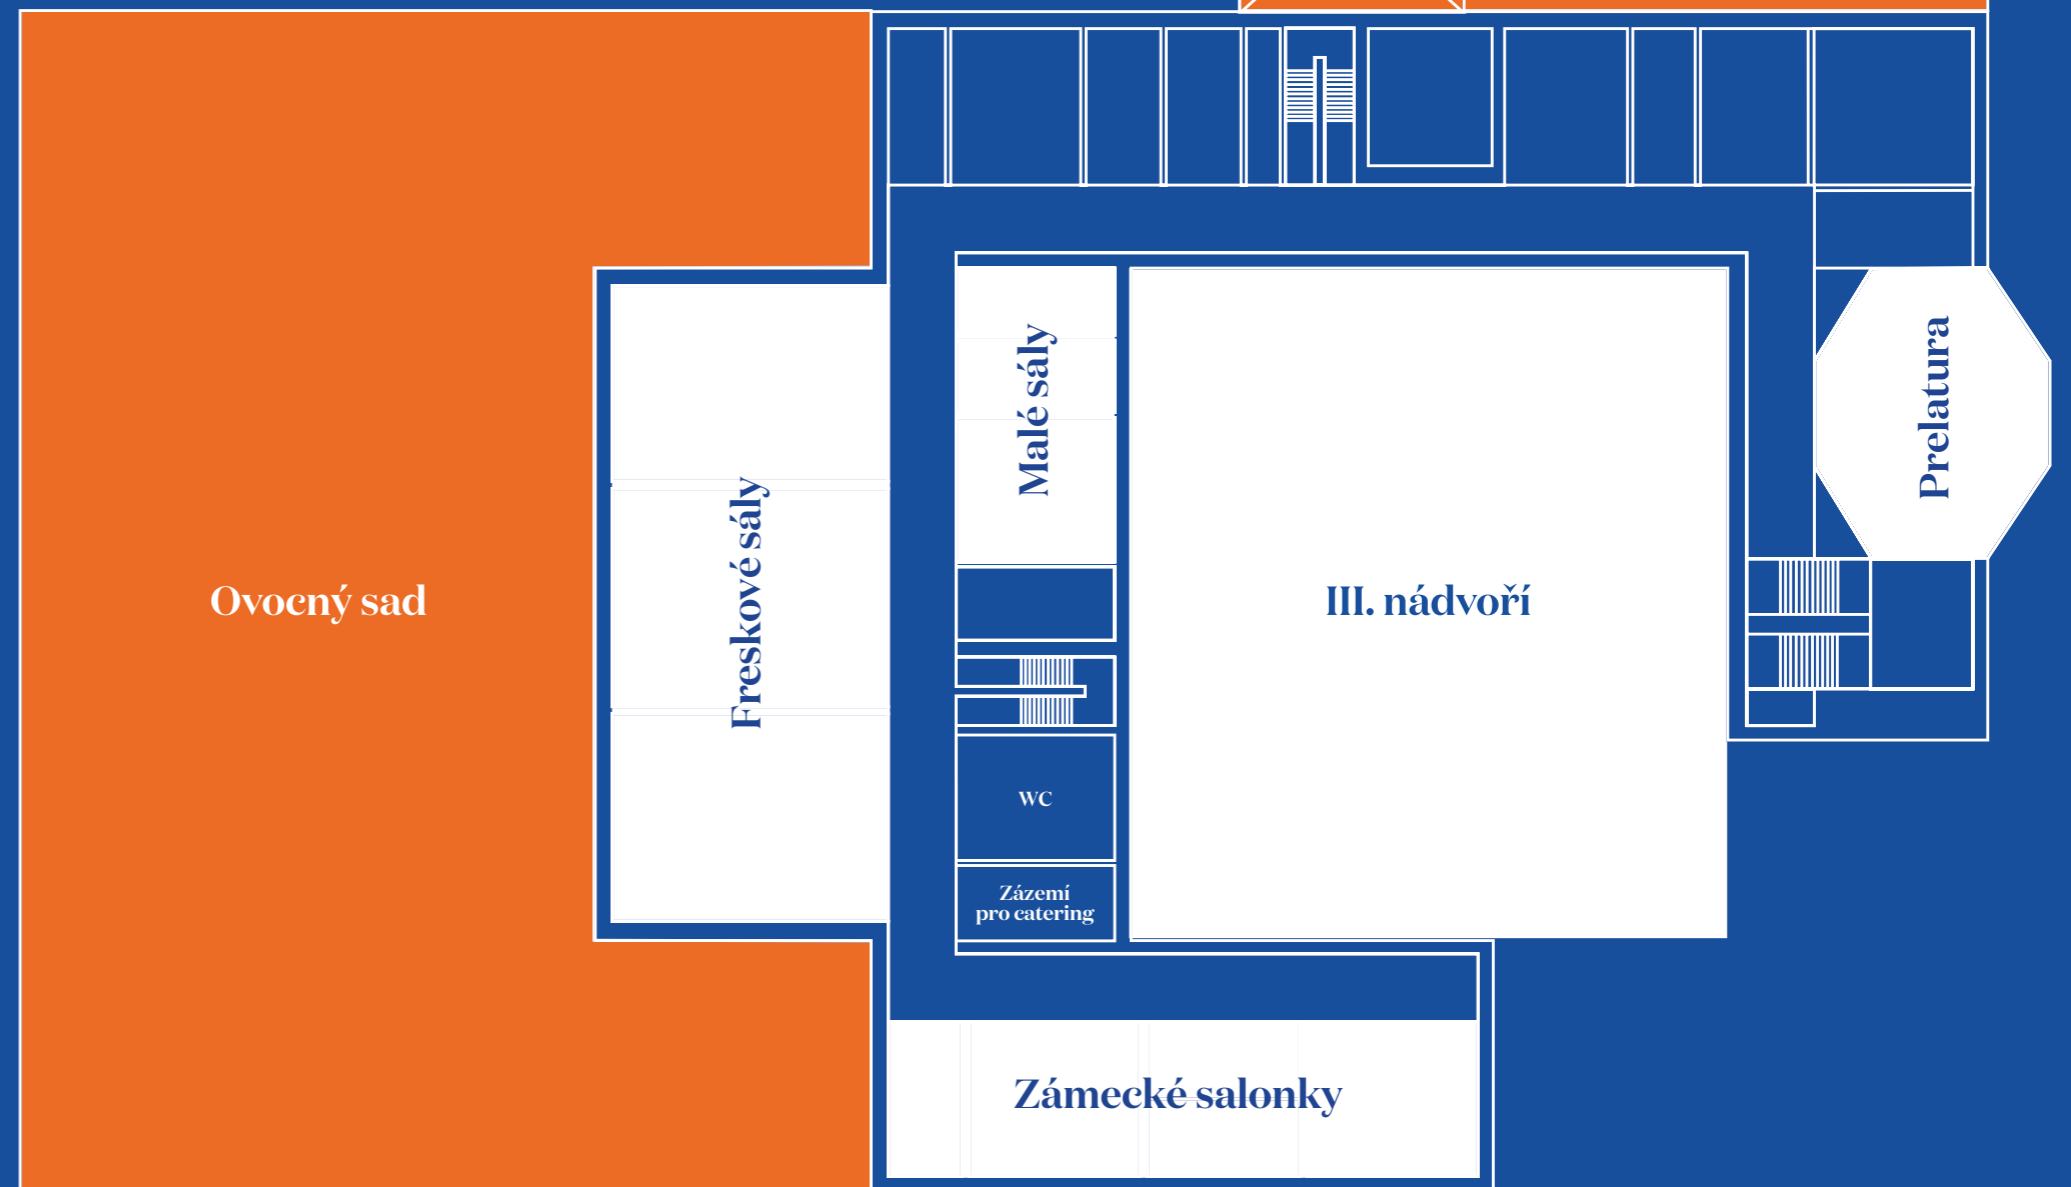 Ovocný sad
Freskové sály
Malé sály
III. nádvoří
Prelatura
WC
Zázemí
pro catering
Zámecké salonky